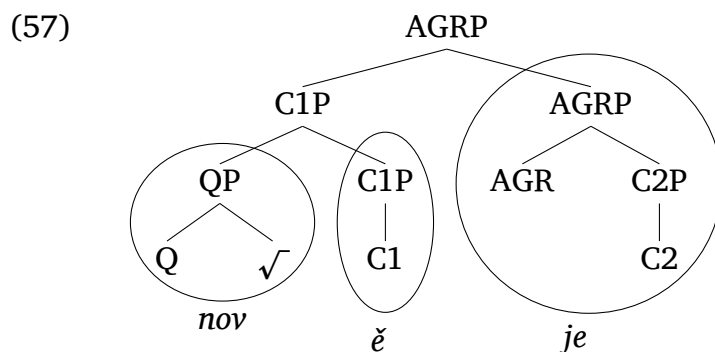 (57)
AGRP
C1P AGRP
QP C1P AGR C2P
Q √ C1 C2
nov ě je